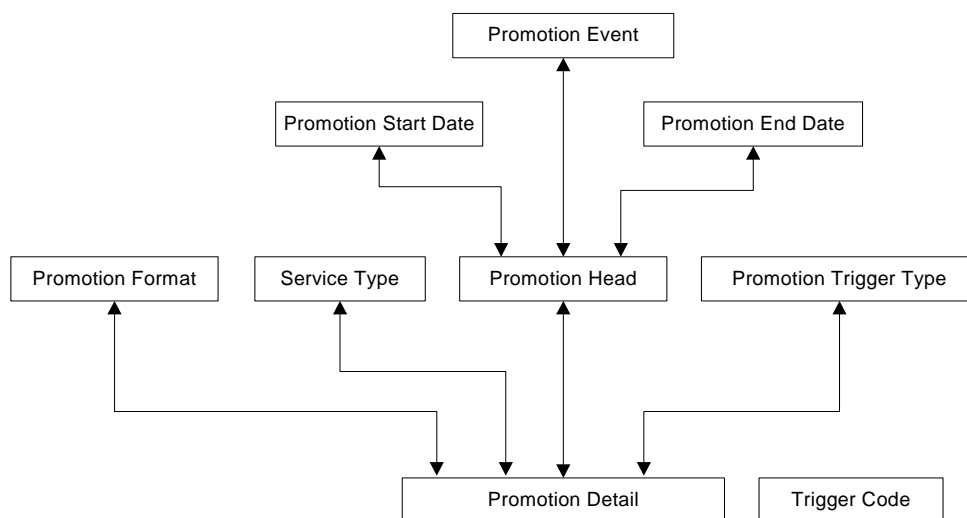 Promotion Event
Promotion Start Date
Promotion End Date
Promotion Format
Service Type
Promotion Head
Promotion Trigger Type
Promotion Detail
Trigger Code